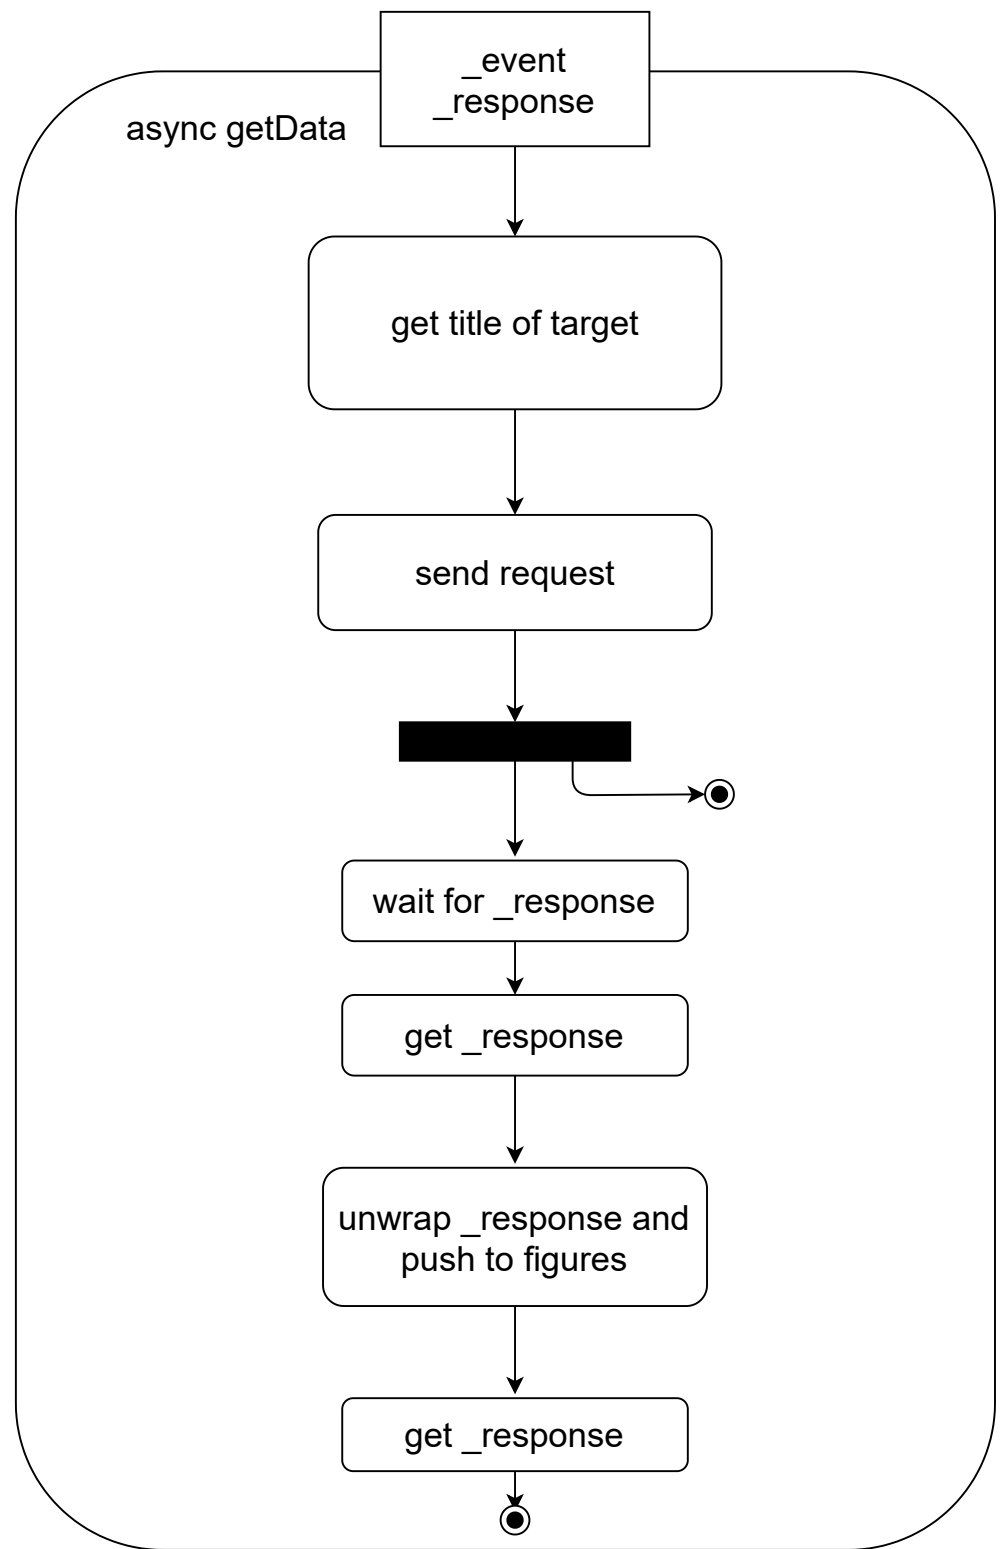 _event
_response
async getData
get title of target
send request
wait for _response
get _response
unwrap _response and
push to figures
get _response